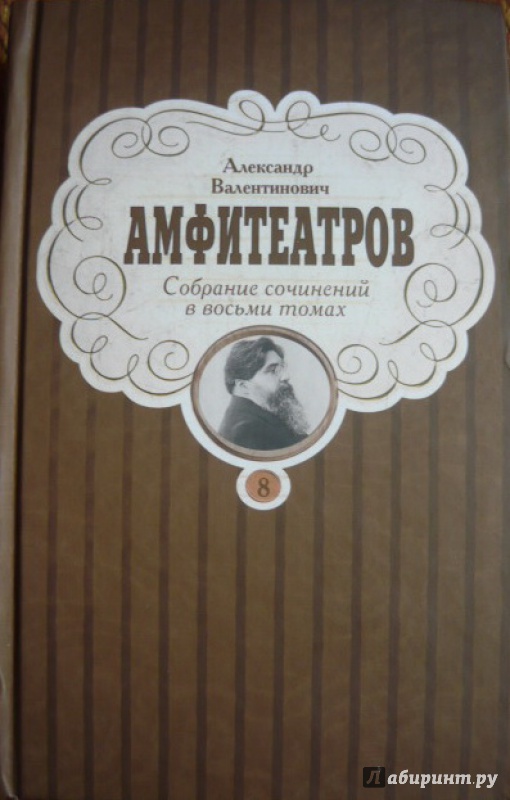 Александр
Валентинович
АМФИТЕАТРОВ
Собрание сочинений
в восьми томах
8
Лабиринт.ру